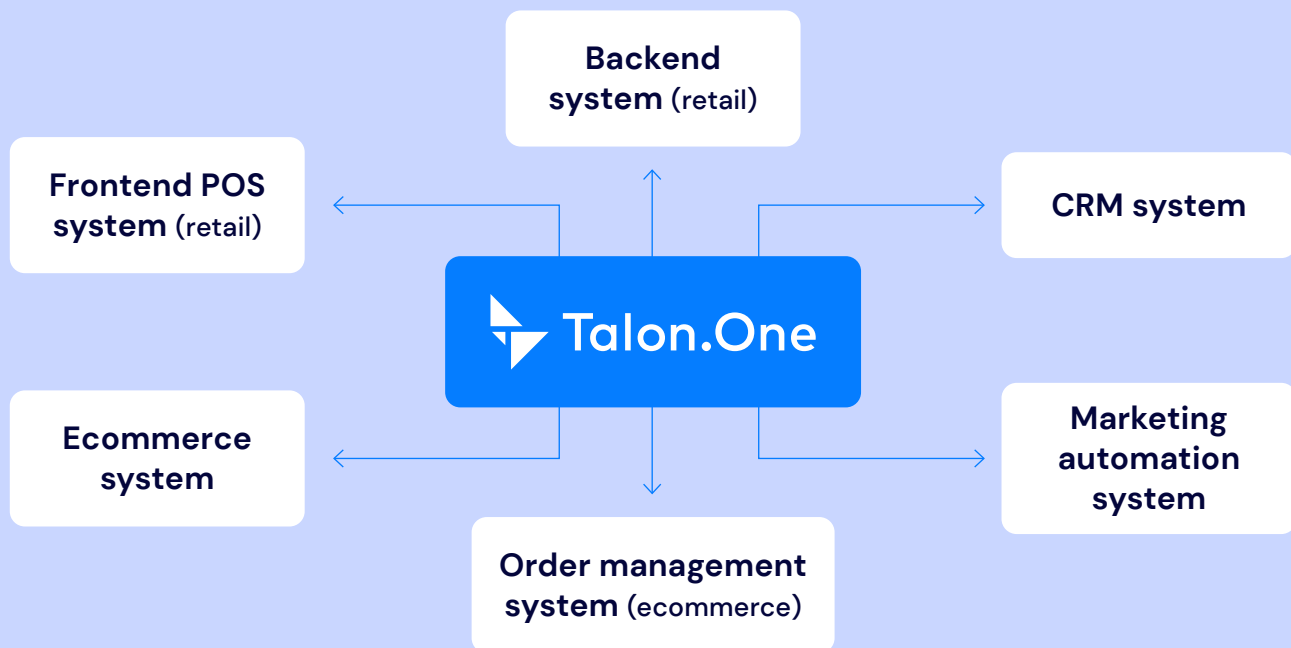 Backend
system (retail)
Frontend POS
system (retail)
CRM system
Talon.One
Ecommerce
system
Marketing
automation
system
Order management
system (ecommerce)